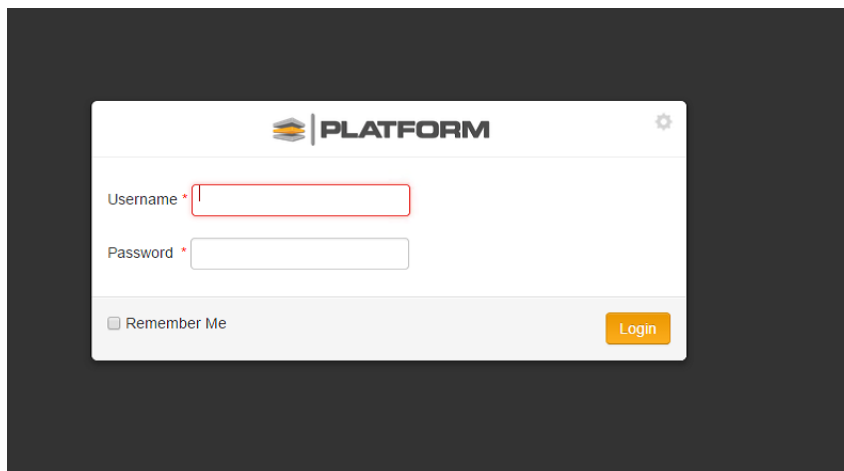 PLATFORM
Username *
Password *
Remember Me
Login